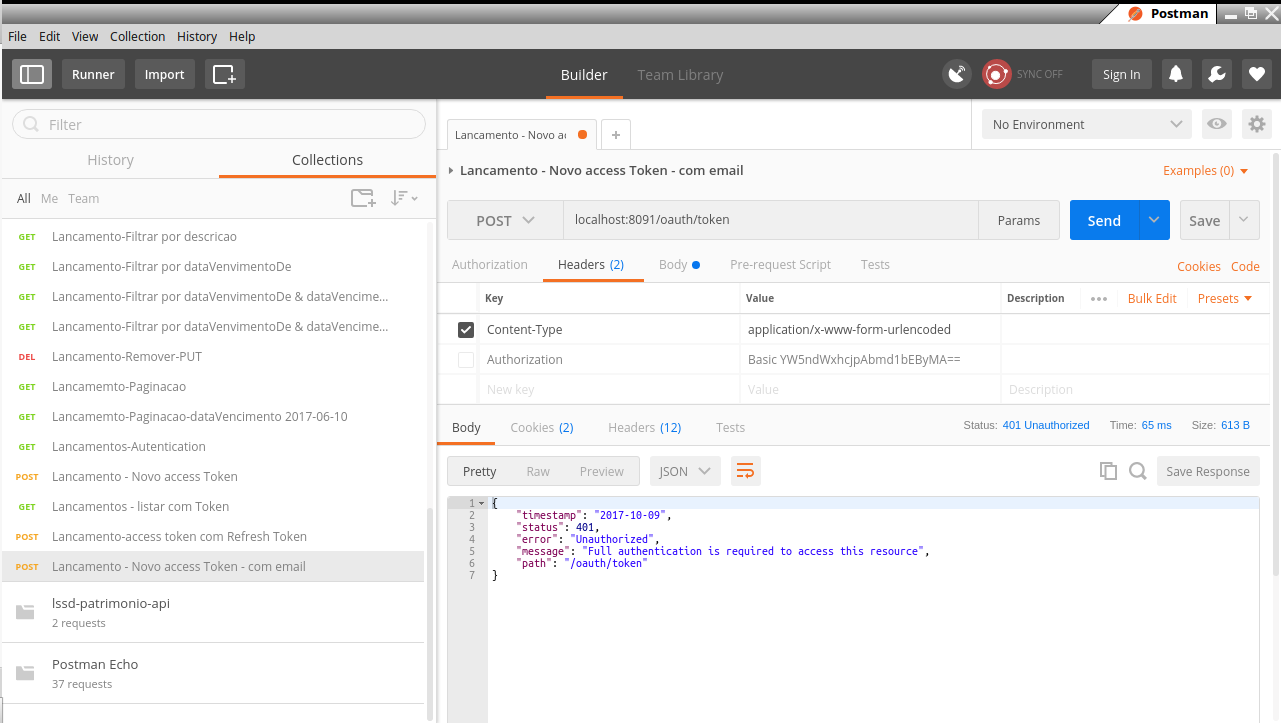 Postman
File Edit View Collection History Help
Runner Import Builder Team Library SYNC OFF Sign In
Filter
History Collections
All Me Team
GET Lancamento-Filtrar por descricao
GET Lancamento-Filtrar por dataVenvimentoDe
GET Lancamento-Filtrar por dataVenvimentoDe & dataVencime...
GET Lancamento-Filtrar por dataVenvimentoDe & dataVencime...
DEL Lancamento-Remover-PUT
GET Lancamemto-Paginacao
GET Lancamemto-Paginacao-dataVencimento 2017-06-10
GET Lancamentos-Autentication
POST Lancamento - Novo access Token
GET Lancamentos - listar com Token
POST Lancamento-access token com Refresh Token
POST Lancamento - Novo access Token - com email
lssd-patrimonio-api
2 requests
Postman Echo
37 requests
Lancamento - Novo ac +
No Environment
Lancamento - Novo access Token - com email Examples (0)
POST localhost:8091/oauth/token Params Send Save
Authorization Headers (2) Body Pre-request Script Tests Cookies Code
Key Value Description Bulk Edit Presets
Content-Type application/x-www-form-urlencoded
Authorization Basic YW5ndWxhcjpAbmd1bEByMA==
New key Value Description
Body Cookies (2) Headers (12) Tests Status: 401 Unauthorized Time: 65 ms Size: 613 B
Pretty Raw Preview JSON Save Response
1 {
2 "timestamp": "2017-10-09",
3 "status": 401,
4 "error": "Unauthorized",
5 "message": "Full authentication is required to access this resource",
6 "path": "/oauth/token"
7 }